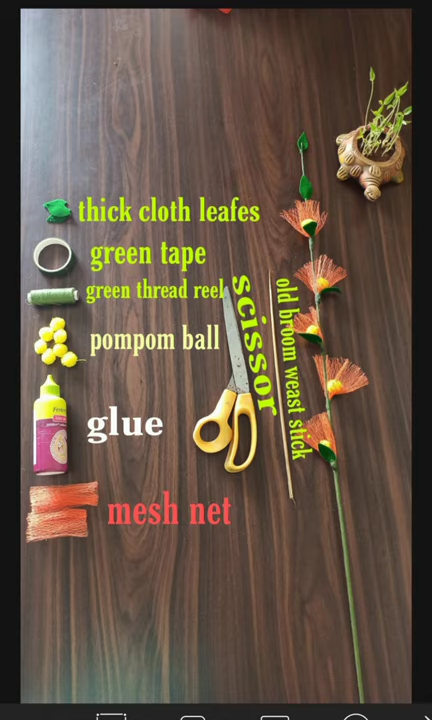 thick cloth leafes
green tape
green thread reel
pompom ball
glue
mesh net
scissor
old broom weast stick